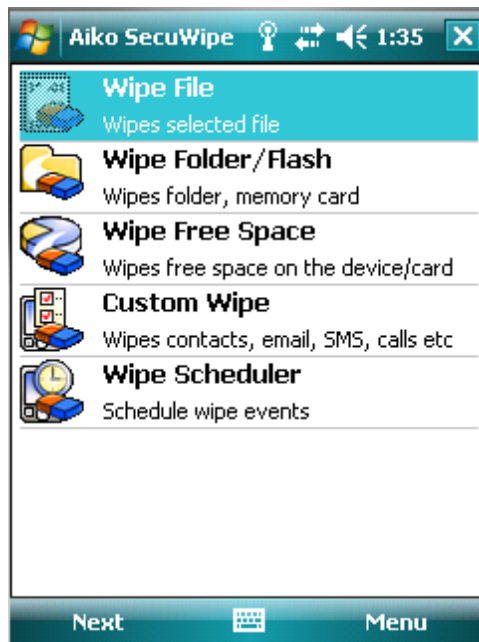 Aiko SecuWipe 1:35
Wipe File
Wipes selected file
Wipe Folder/Flash
Wipes folder, memory card
Wipe Free Space
Wipes free space on the device/card
Custom Wipe
Wipes contacts, email, SMS, calls etc
Wipe Scheduler
Schedule wipe events
Next Menu